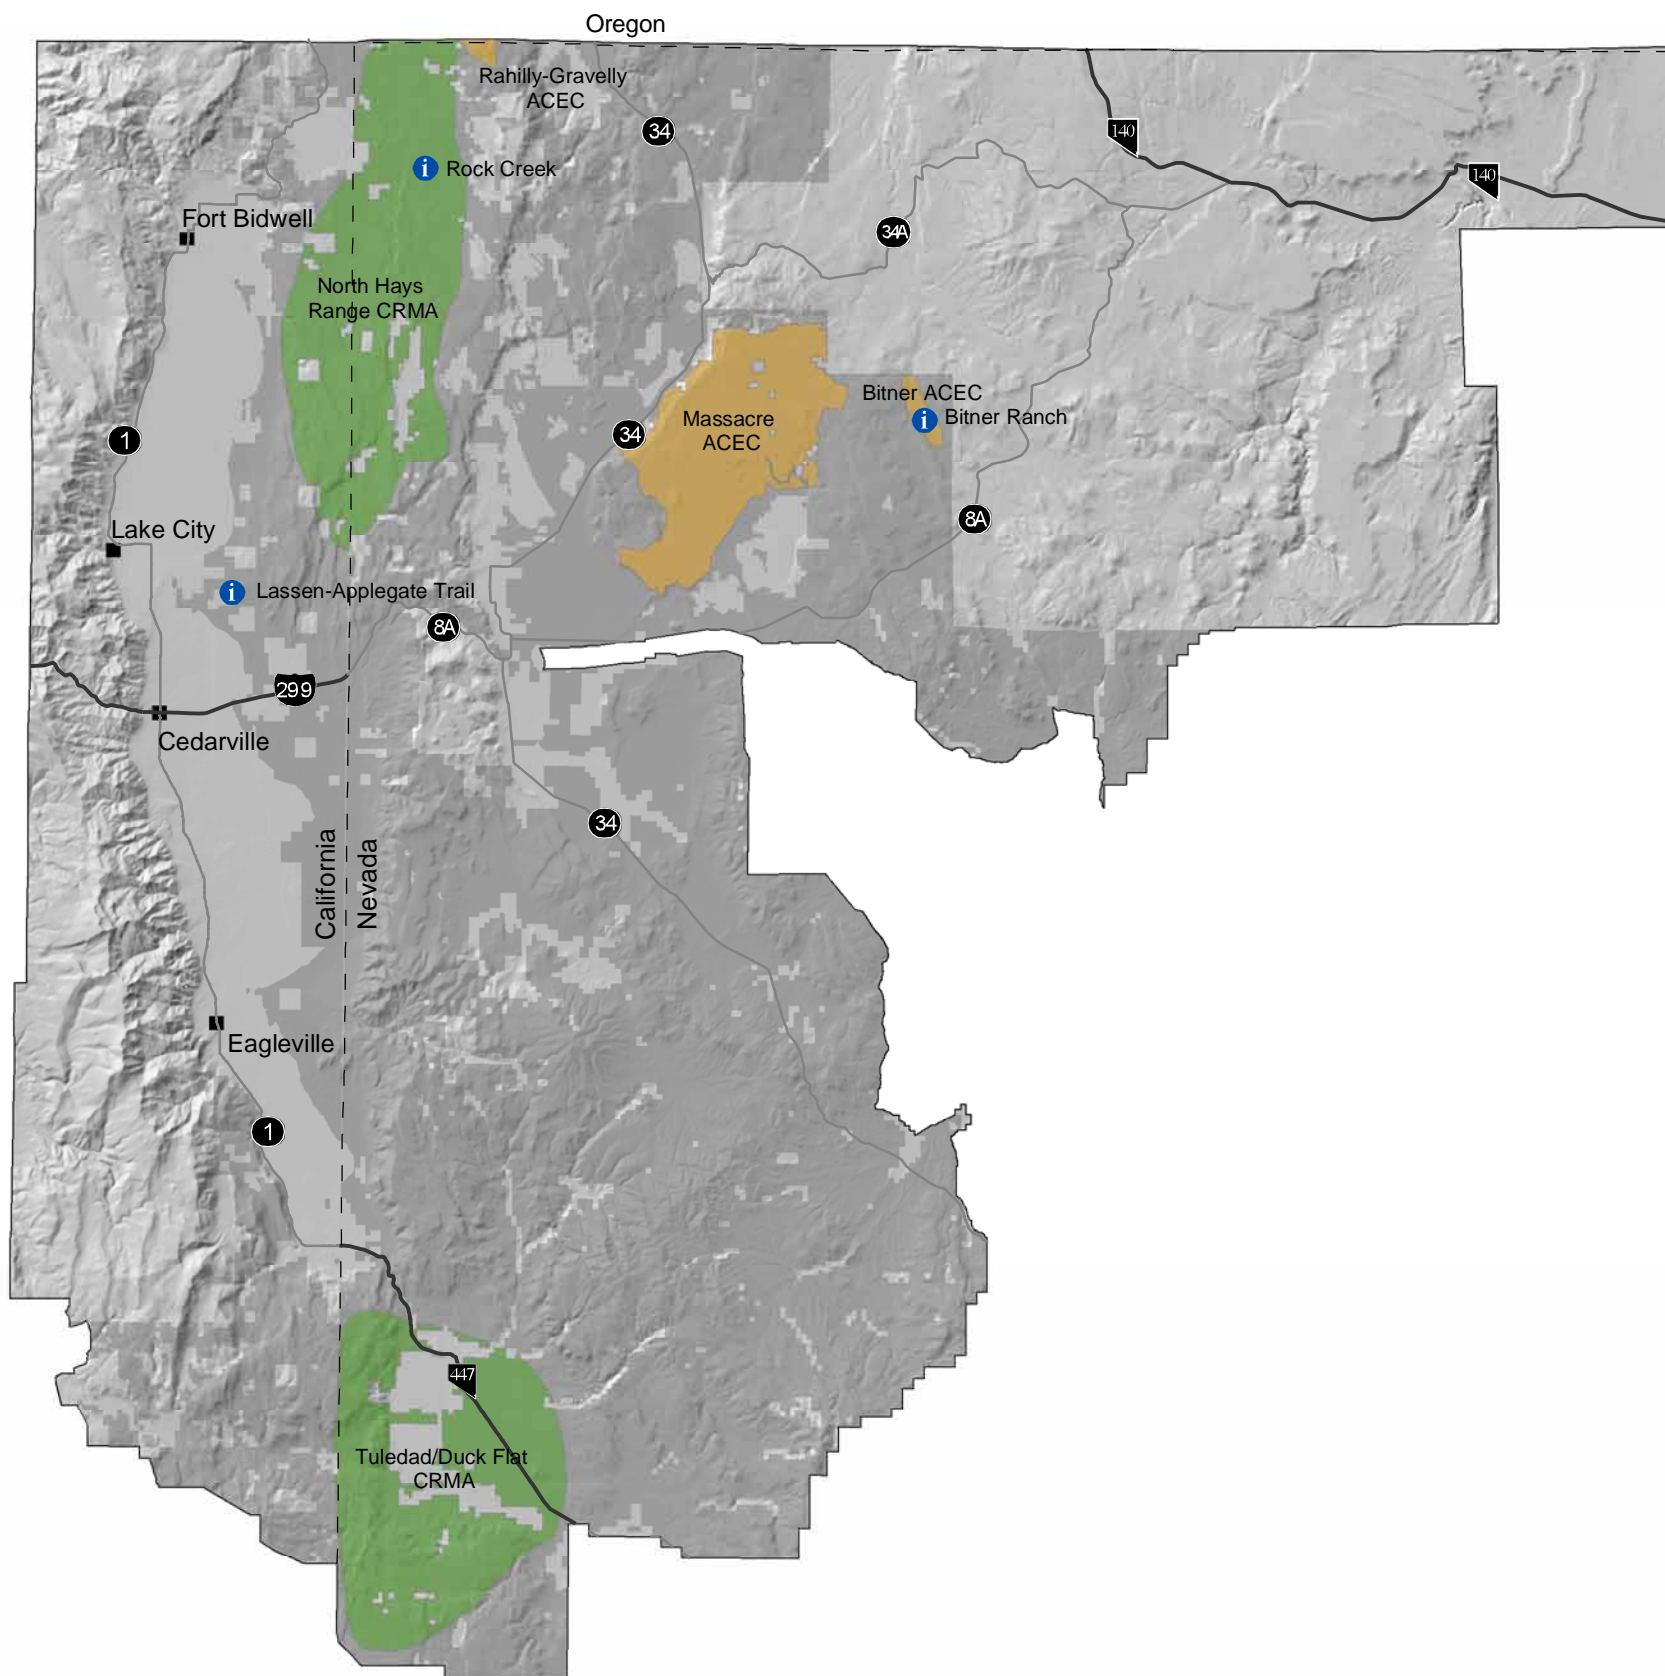 Oregon
Rahilly-Gravelly
ACEC
34
140
140
i Rock Creek
Fort Bidwell
34A
North Hays
Range CRMA
Bitner ACEC
i Bitner Ranch
Massacre
ACEC
34
1
8A
Lake City
i Lassen-Applegate Trail
8A
299
Cedarville
34
California
Nevada
Eagleville
1
447
Tuledad/Duck Flat
CRMA